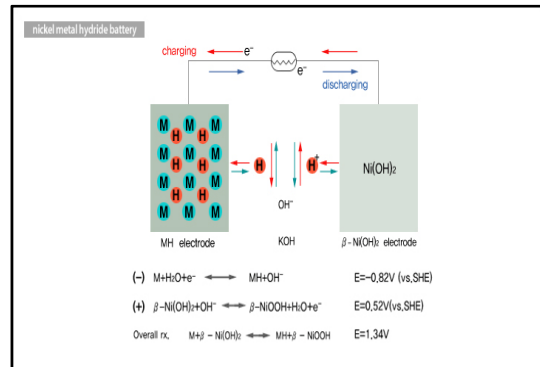 nickel metal hydride battery
charging e⁻
e⁻
discharging
M M M
H H
M M M
H H
M M M
H H
M M M
H H⁺
Ni(OH)₂
OH⁻
MH electrode KOH β-Ni(OH)₂ electrode
(−) M+H₂O+e⁻ ⟷ MH+OH⁻ E=-0,82V (vs,SHE)
(+) β-Ni(OH)₂+OH⁻ ⟷ β-NiOOH+H₂O+e⁻ E=0,52V(vs,SHE)
Overall rx, M+β − Ni(OH)₂ ⟷ MH+β − NiOOH E=1,34V